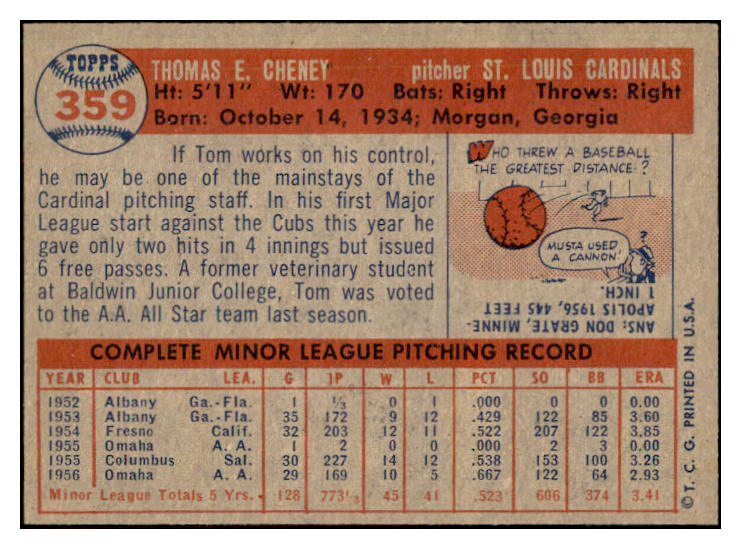 TOPPS
359
THOMAS E. CHENEY pitcher ST. LOUIS CARDINALS
Ht: 5'11" Wt: 170 Bats: Right Throws: Right
Born: October 14, 1934; Morgan, Georgia
If Tom works on his control,
he may be one of the mainstays of the
Cardinal pitching staff. In his first Major
League start against the Cubs this year he
gave only two hits in 4 innings but issued
6 free passes. A former veterinary student
at Baldwin Junior College, Tom was voted
to the A.A. All Star team last season.
WHO THREW A BASEBALL
THE GREATEST DISTANCE?
?
MUSTA USED
A CANNON!
ANS: DON GRATE, MINNE-
APOLIS 1956, 445 FEET
1 INCH.
COMPLETE MINOR LEAGUE PITCHING RECORD
YEAR CLUB LEA. G IP W L PCT SO BB ERA
1952 Albany Ga.-Fla. 1 ⅓ 0 1 .000 0 0 0.00
1953 Albany Ga.-Fla. 35 172 9 12 .429 122 85 3.60
1954 Fresno Calif. 32 203 12 11 .522 207 122 3.85
1955 Omaha A. A. 1 2 0 0 .000 2 3 0.00
1955 Columbus Sal. 30 227 14 12 .538 153 100 3.26
1956 Omaha A. A. 29 169 10 5 .667 122 64 2.93
Minor League Totals 5 Yrs. 128 773⅓ 45 41 .523 606 374 3.41
© T. C. G. PRINTED IN U.S.A.